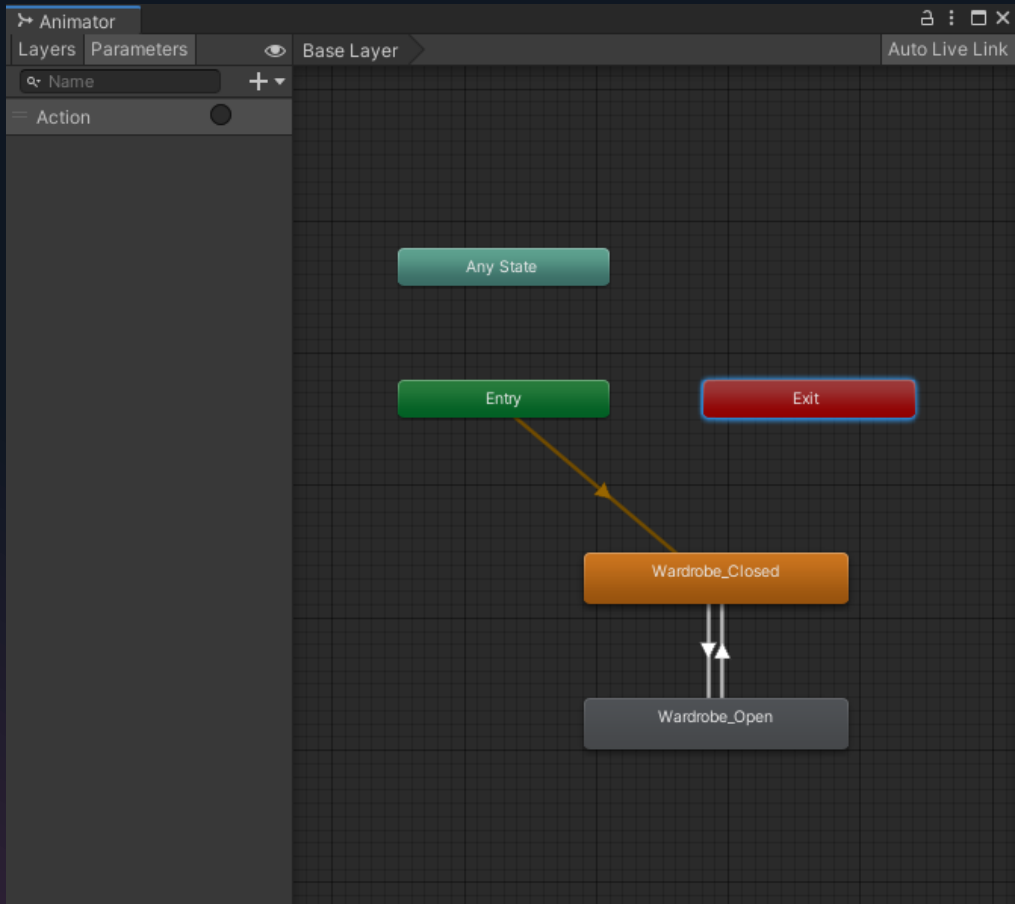 Animator
Layers Parameters
Base Layer
Auto Live Link
Name
Action
Any State
Entry
Exit
Wardrobe_Closed
Wardrobe_Open